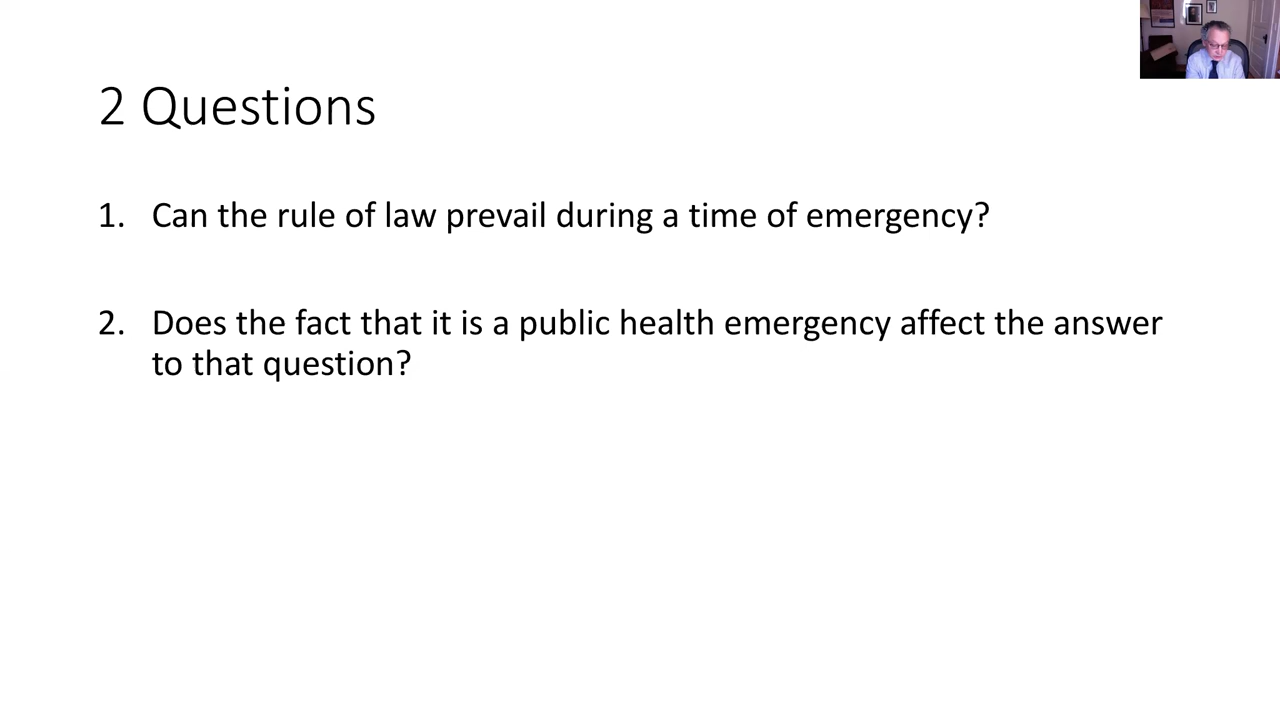 2 Questions
1. Can the rule of law prevail during a time of emergency?
2. Does the fact that it is a public health emergency affect the answer
to that question?